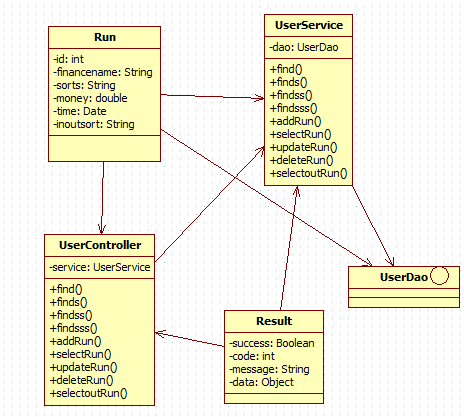 Run
-id: int
-financename: String
-sorts: String
-money: double
-time: Date
-inoutsort: String
UserService
-dao: UserDao
+find()
+finds()
+findss()
+findsss()
+addRun()
+selectRun()
+updateRun()
+deleteRun()
+selectoutRun()
UserController
-service: UserService
+find()
+finds()
+findss()
+findsss()
+addRun()
+selectRun()
+updateRun()
+deleteRun()
+selectoutRun()
Result
-success: Boolean
-code: int
-message: String
-data: Object
UserDao